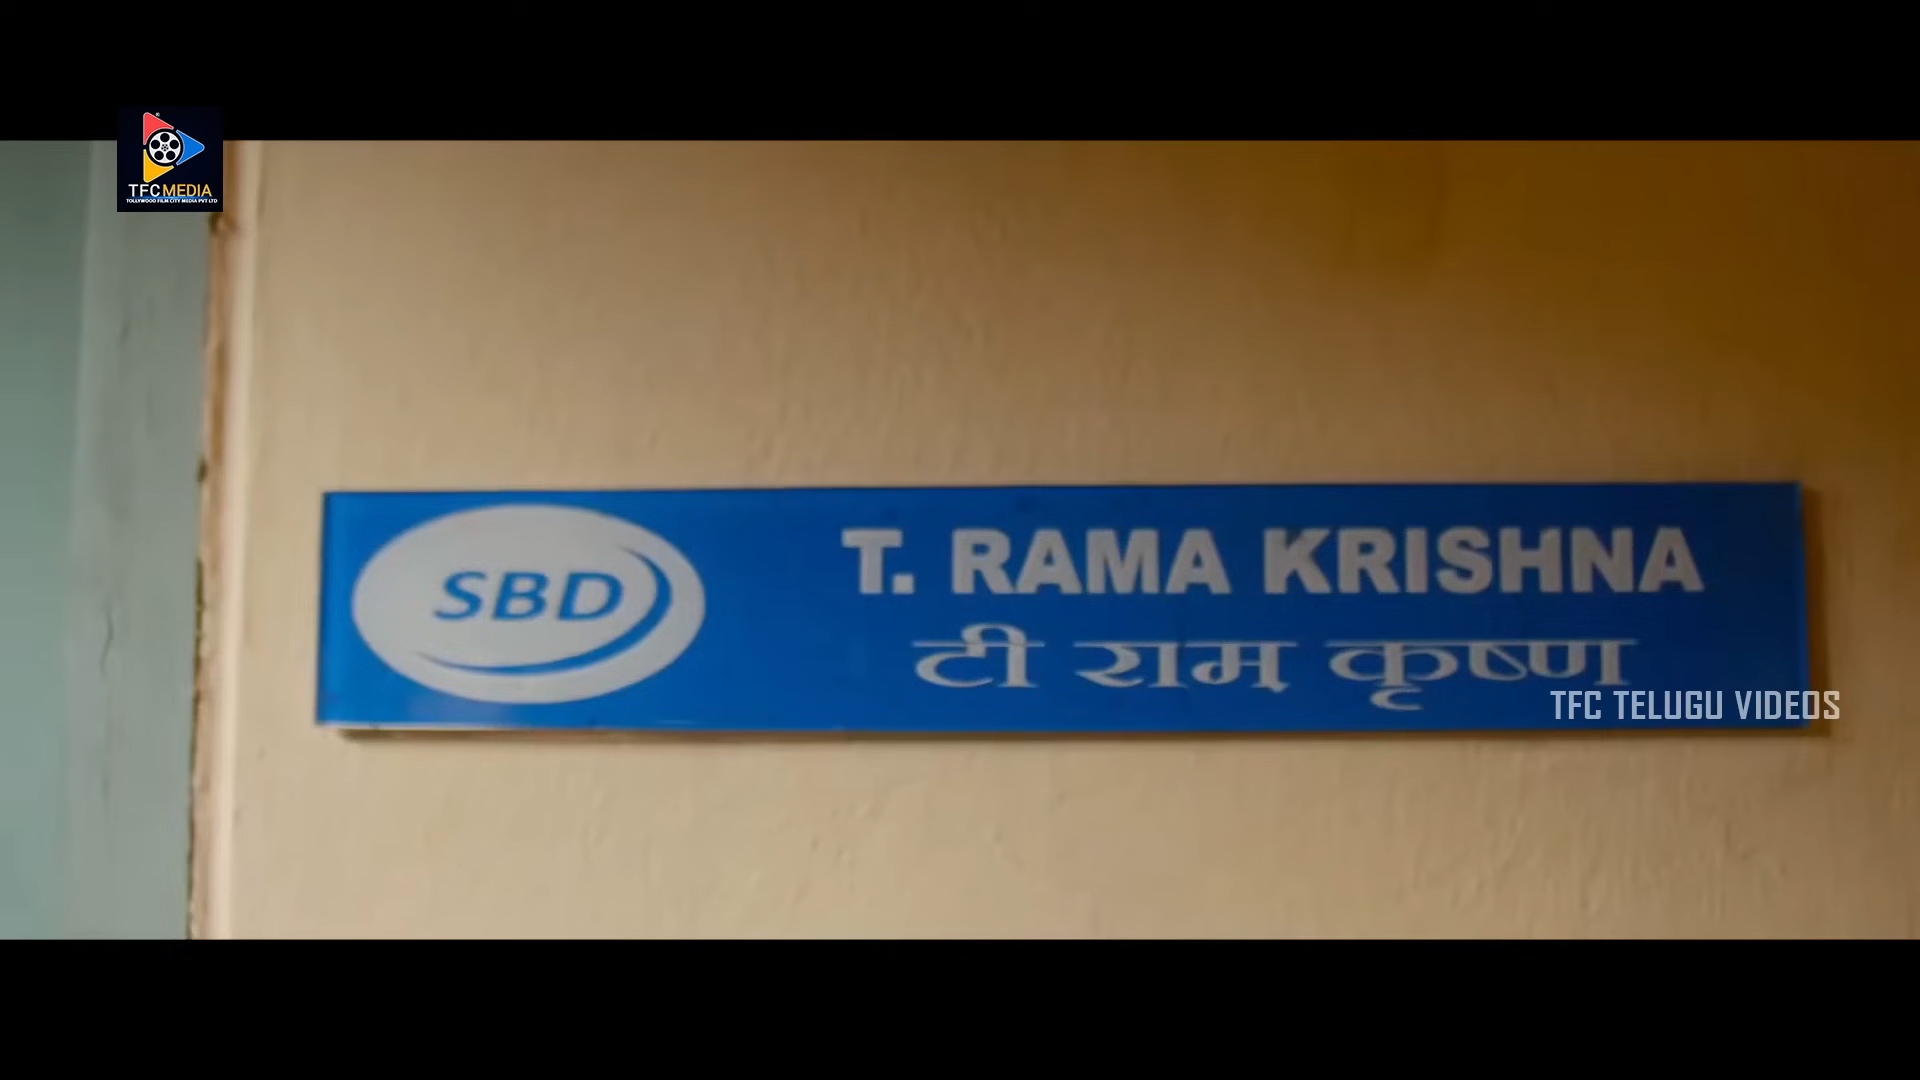 TFC MEDIA
TOLLYWOOD FILM CITY MEDIA PVT LTD
SBD
T. RAMA KRISHNA
टी राम कृष्ण
TFC TELUGU VIDEOS